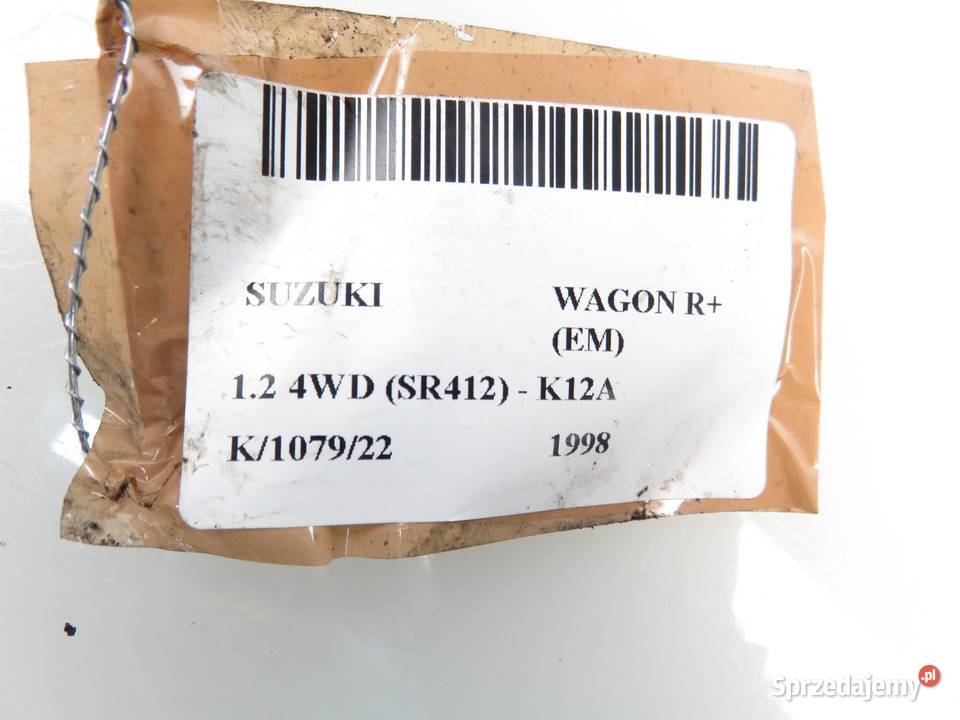 SUZUKI WAGON R+
(EM)
1.2 4WD (SR412) - K12A
K/1079/22 1998
Sprzedajemy.pl